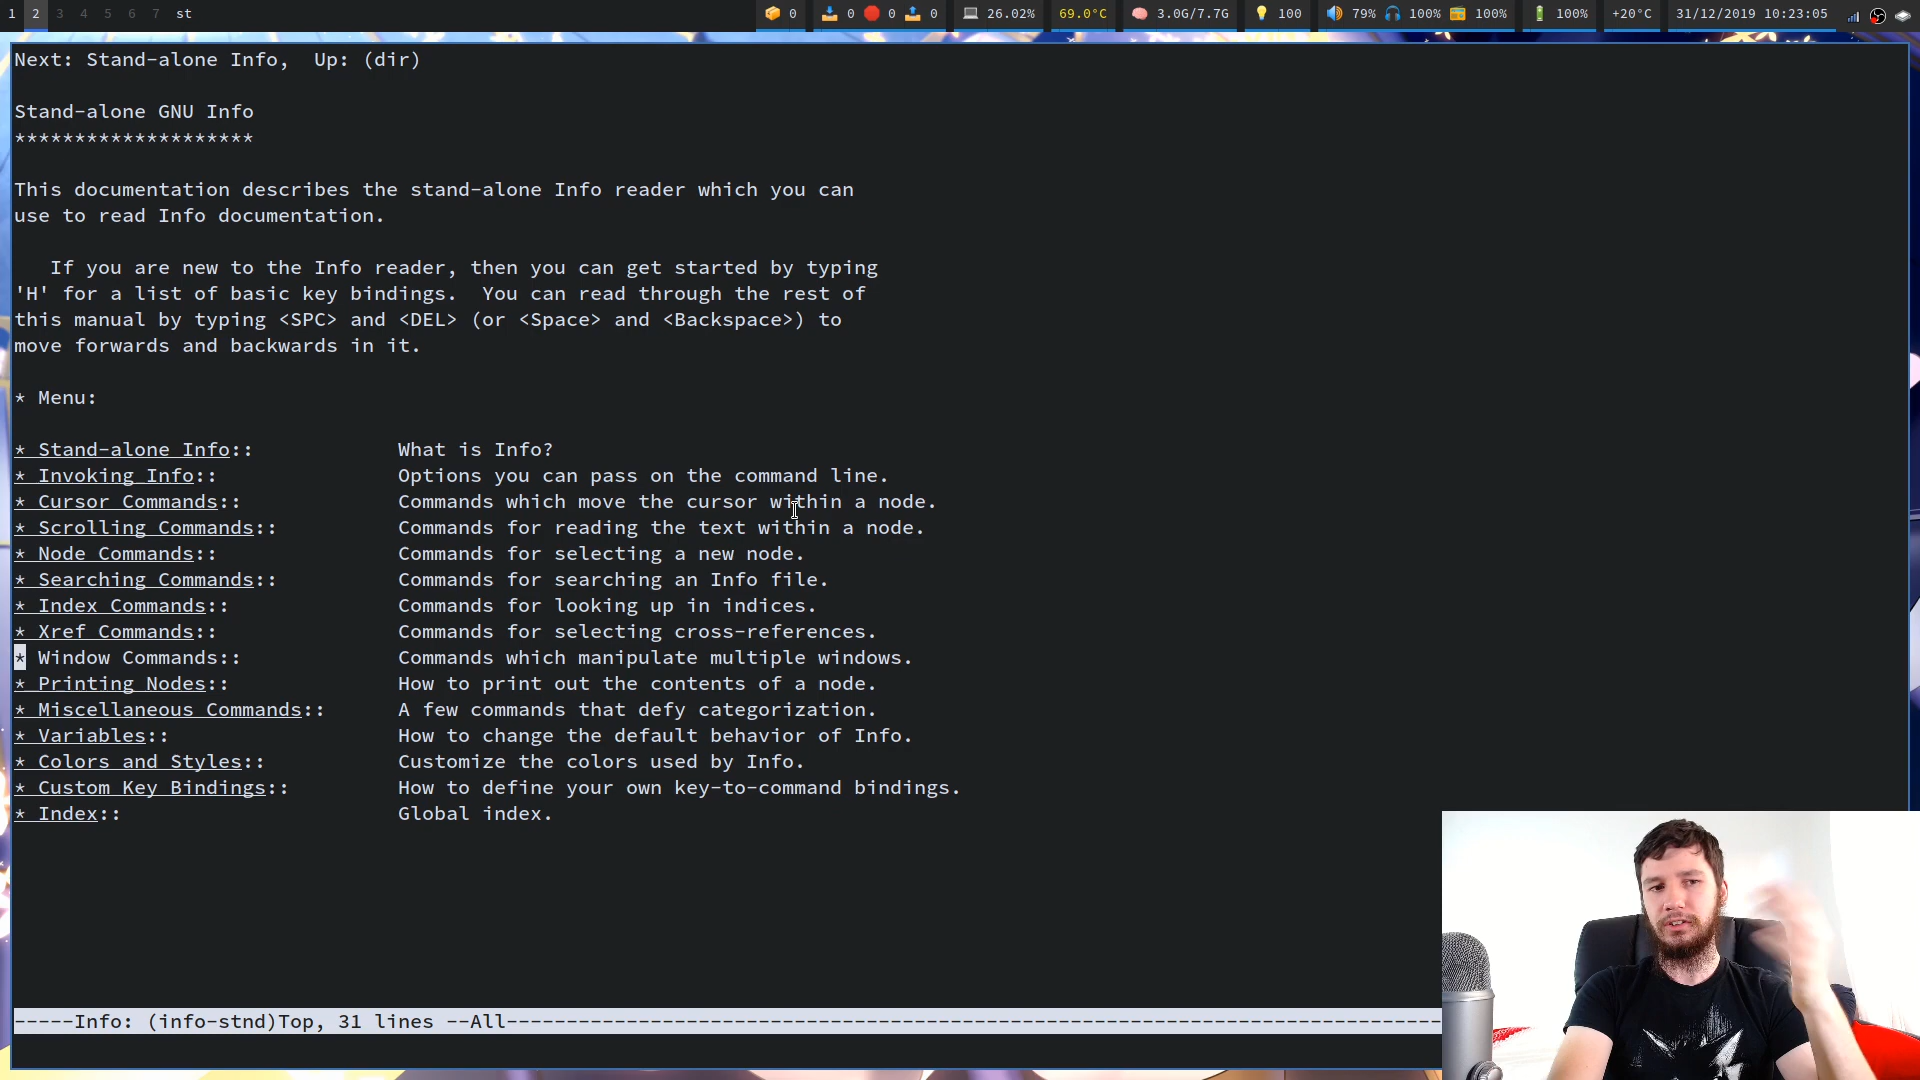 1 2 3 4 5 6 7 st 0 0 0 0 26.02% 69.0°C 3.0G/7.7G 100 79% 100% 100% 100% +20°C 31/12/2019 10:23:05
Next: Stand-alone Info,  Up: (dir)
Stand-alone GNU Info
********************
This documentation describes the stand-alone Info reader which you can
use to read Info documentation.
   If you are new to the Info reader, then you can get started by typing
'H' for a list of basic key bindings.  You can read through the rest of
this manual by typing <SPC> and <DEL> (or <Space> and <Backspace>) to
move forwards and backwards in it.
* Menu:
* Stand-alone Info::            What is Info?
* Invoking Info::               Options you can pass on the command line.
* Cursor Commands::             Commands which move the cursor within a node.
* Scrolling Commands::          Commands for reading the text within a node.
* Node Commands::               Commands for selecting a new node.
* Searching Commands::          Commands for searching an Info file.
* Index Commands::              Commands for looking up in indices.
* Xref Commands::               Commands for selecting cross-references.
* Window Commands::             Commands which manipulate multiple windows.
* Printing Nodes::              How to print out the contents of a node.
* Miscellaneous Commands::      A few commands that defy categorization.
* Variables::                   How to change the default behavior of Info.
* Colors and Styles::           Customize the colors used by Info.
* Custom Key Bindings::         How to define your own key-to-command bindings.
* Index::                       Global index.
-----Info: (info-stnd)Top, 31 lines --All------------------------------------------------------------------------------